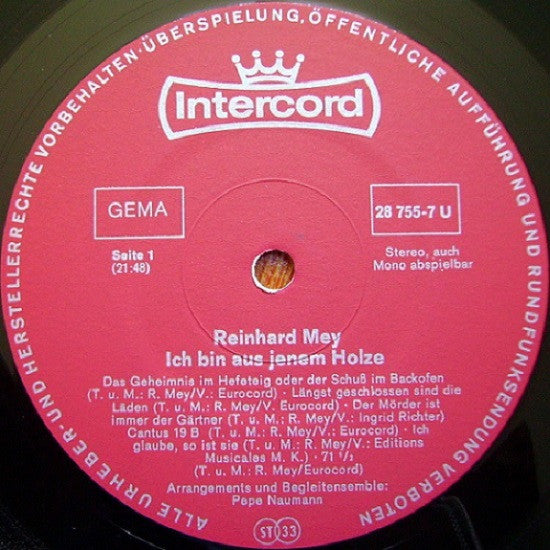 ALLE URHEBER- UND HERSTELLERRECHTE VORBEHALTEN·ÜBERSPIELUNG, ÖFFENTLICHE AUFFÜHRUNG UND RUNDFUNKSENDUNG VERBOTEN
Intercord
GEMA
28 755-7 U
Seite 1
(21:48)
Stereo, auch
Mono abspielbar
Reinhard Mey
Ich bin aus jenem Holze
Das Geheimnis im Hefeteig oder der Schuß im Backofen
(T. u. M.: R. Mey/V.: Eurocord) · Längst geschlossen sind die
Läden (T. u. M.: R. Mey/V. Eurocord) · Der Mörder ist
immer der Gärtner (T. u. M.: R. Mey/V.: Ingrid Richter)
Cantus 19 B (T. u. M.: R. Mey/V.: Eurocord) · Ich
glaube, so ist sie (T. u. M.: R. Mey/V.: Editions
Musicales M. K.) · 71 ½
(T. u. M.: R. Mey/Eurocord)
Arrangements und Begleitensemble:
Pepe Naumann
ST 33